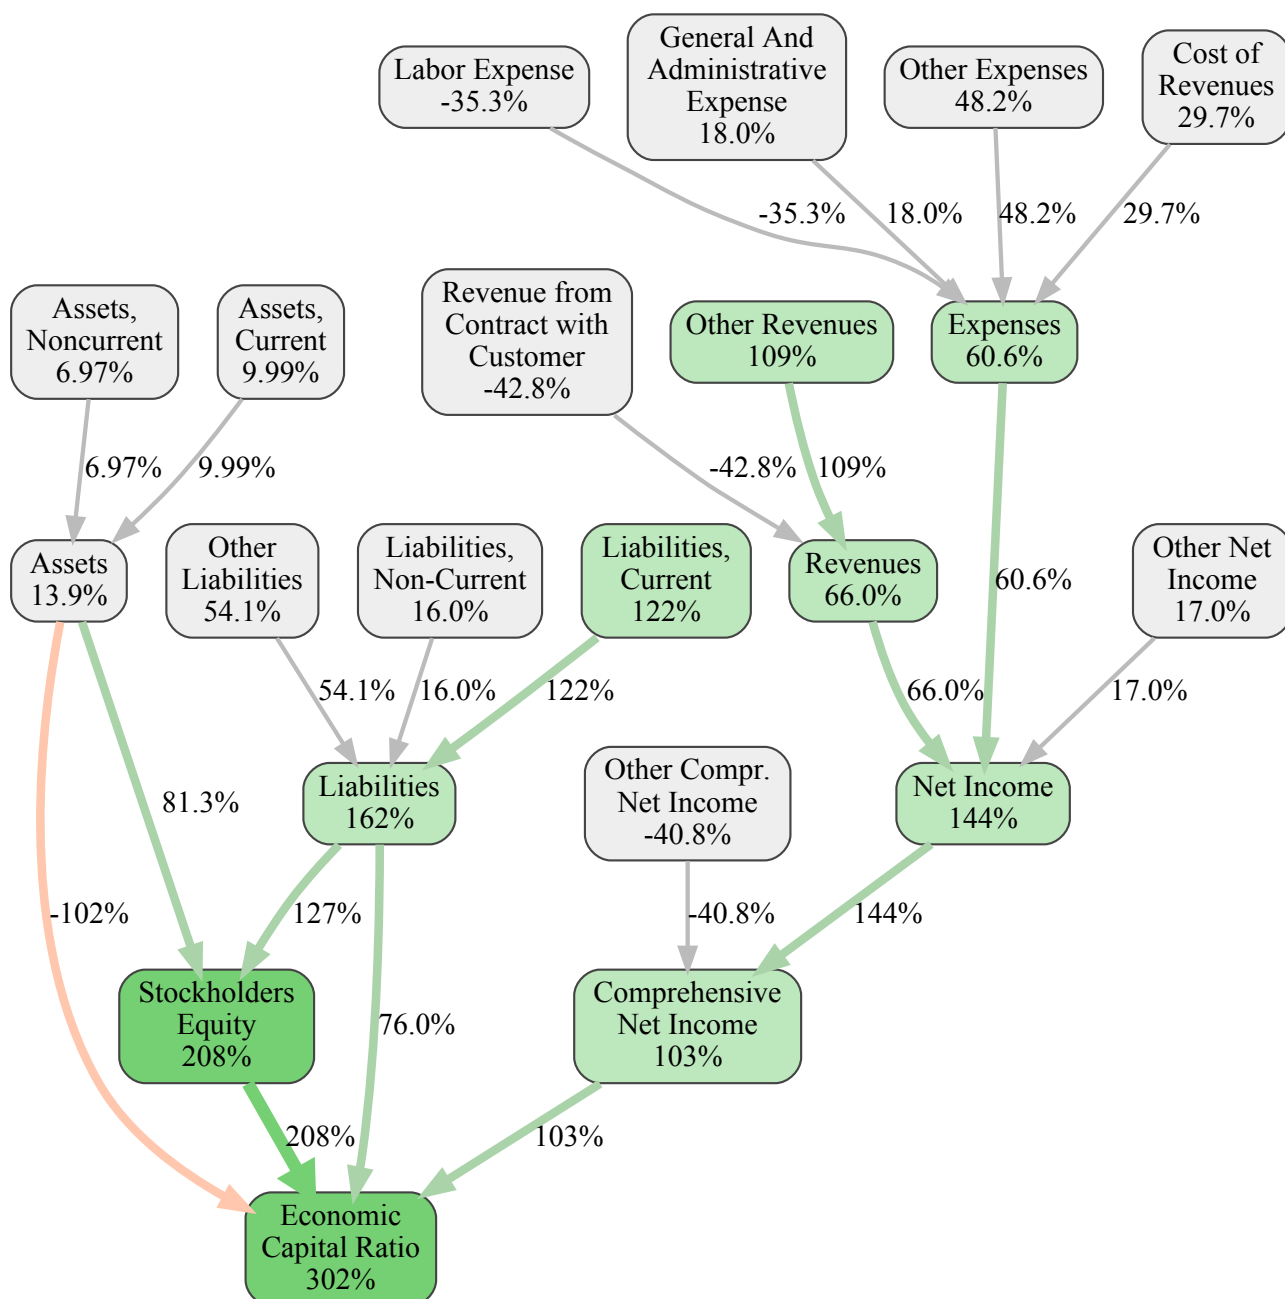 Labor Expense
-35.3%
General And
Administrative
Expense
18.0%
Other Expenses
48.2%
Cost of
Revenues
29.7%
-35.3%
18.0%
48.2%
29.7%
Assets,
Noncurrent
6.97%
Assets,
Current
9.99%
Revenue from
Contract with
Customer
-42.8%
Other Revenues
109%
Expenses
60.6%
6.97%
9.99%
-42.8%
109%
60.6%
Assets
13.9%
Other
Liabilities
54.1%
Liabilities,
Non-Current
16.0%
Liabilities,
Current
122%
Revenues
66.0%
Other Net
Income
17.0%
54.1%
16.0%
122%
66.0%
17.0%
81.3%
Liabilities
162%
Other Compr.
Net Income
-40.8%
Net Income
144%
-102%
127%
76.0%
-40.8%
144%
Stockholders
Equity
208%
Comprehensive
Net Income
103%
208%
103%
Economic
Capital Ratio
302%